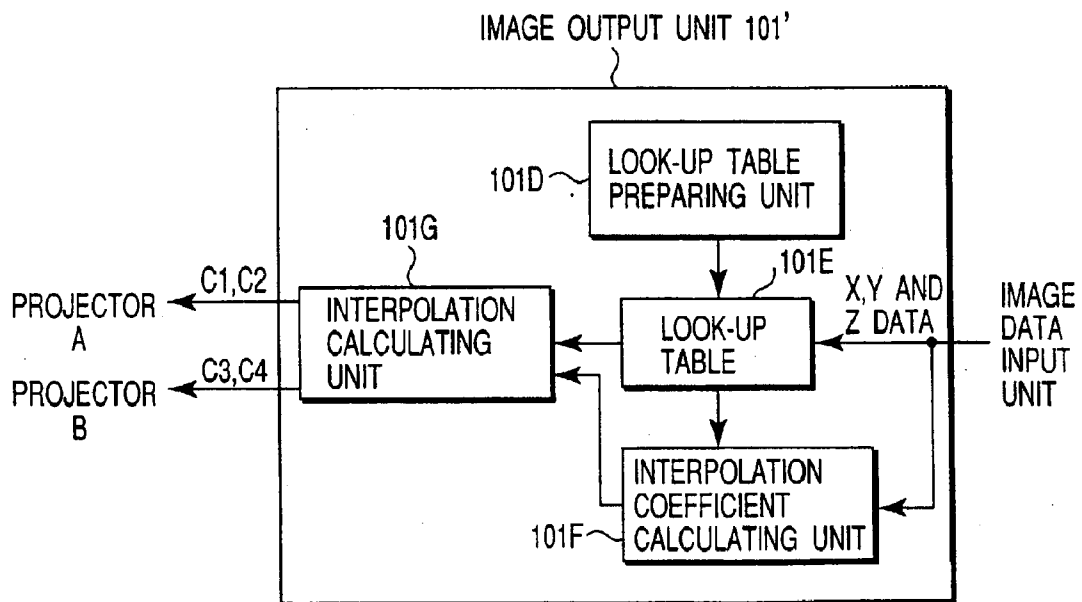 IMAGE OUTPUT UNIT 101'
LOOK-UP TABLE
PREPARING UNIT
101D
101G
101E
C1,C2
X,Y AND
Z DATA
IMAGE
DATA
INPUT
UNIT
PROJECTOR
A
INTERPOLATION
CALCULATING
UNIT
LOOK-UP
TABLE
C3,C4
PROJECTOR
B
INTERPOLATION
COEFFICIENT
CALCULATING UNIT
101F